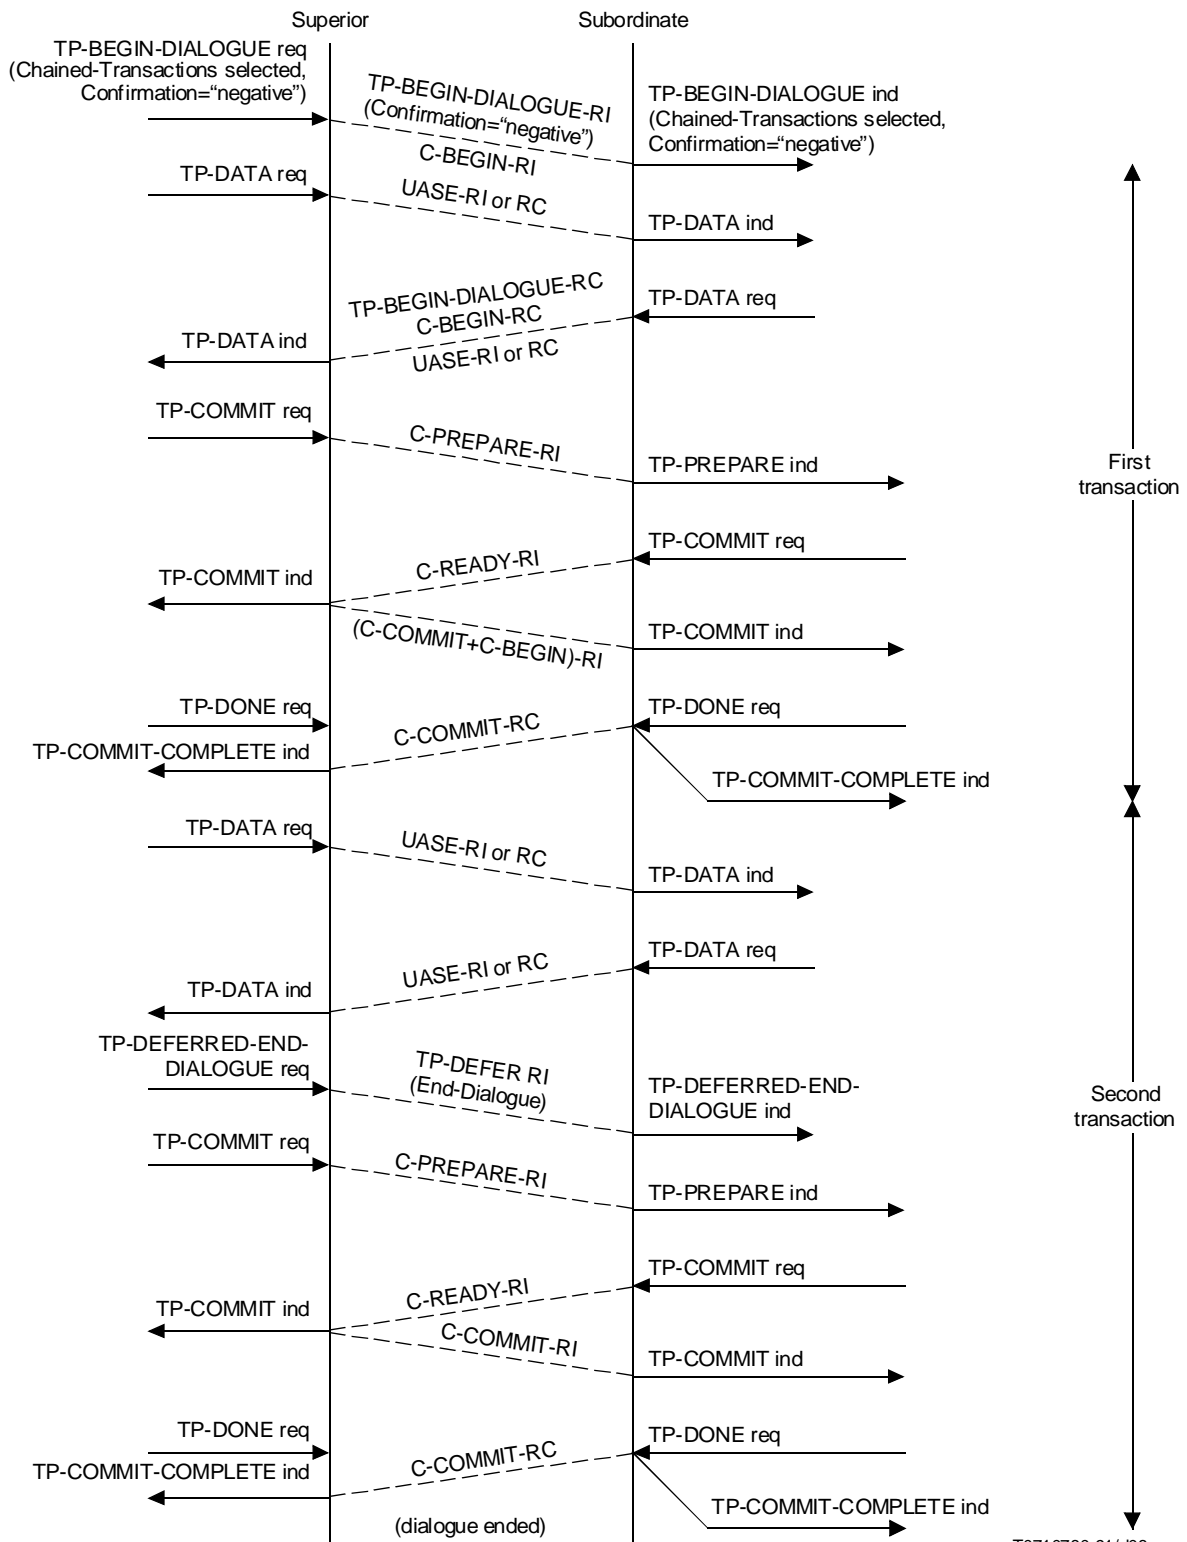 Superior
Subordinate
TP-BEGIN-DIALOGUE req
(Chained-Transactions selected,
Confirmation=“negative”)
TP-BEGIN-DIALOGUE-RI
(Confirmation=“negative”)
C-BEGIN-RI
TP-BEGIN-DIALOGUE ind
(Chained-Transactions selected,
Confirmation=“negative”)
TP-DATA req
UASE-RI or RC
TP-DATA ind
TP-DATA req
TP-BEGIN-DIALOGUE-RC
C-BEGIN-RC
UASE-RI or RC
TP-DATA ind
TP-COMMIT req
C-PREPARE-RI
TP-PREPARE ind
First
transaction
TP-COMMIT req
C-READY-RI
TP-COMMIT ind
(C-COMMIT+C-BEGIN)-RI
TP-COMMIT ind
TP-DONE req
TP-DONE req
C-COMMIT-RC
TP-COMMIT-COMPLETE ind
TP-COMMIT-COMPLETE ind
TP-DATA req
UASE-RI or RC
TP-DATA ind
TP-DATA req
UASE-RI or RC
TP-DATA ind
TP-DEFERRED-END-
DIALOGUE req
TP-DEFER RI
(End-Dialogue)
TP-DEFERRED-END-
DIALOGUE ind
Second
transaction
TP-COMMIT req
C-PREPARE-RI
TP-PREPARE ind
TP-COMMIT req
C-READY-RI
TP-COMMIT ind
C-COMMIT-RI
TP-COMMIT ind
TP-DONE req
TP-DONE req
C-COMMIT-RC
TP-COMMIT-COMPLETE ind
TP-COMMIT-COMPLETE ind
(dialogue ended)